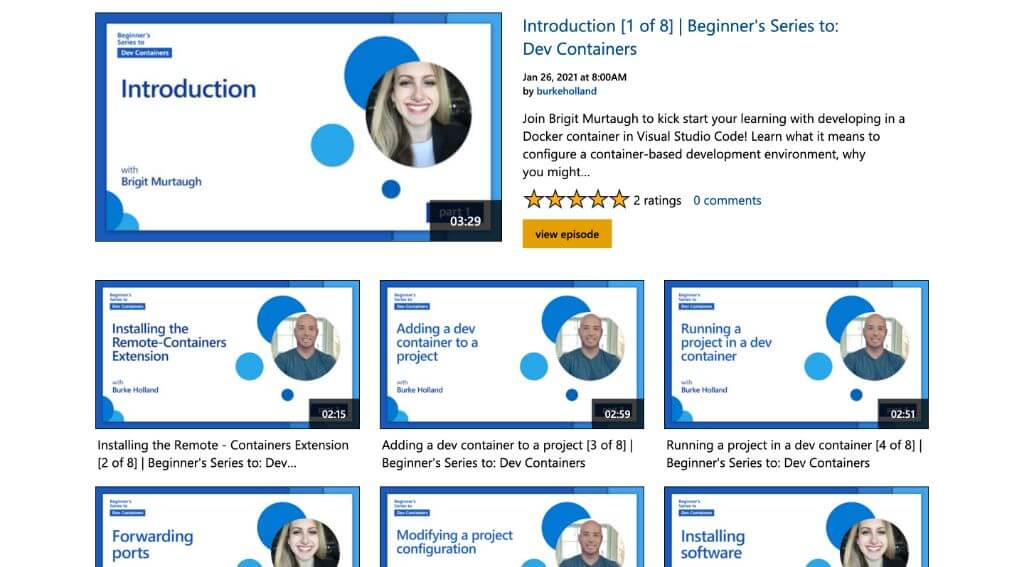 Beginner's
Series to
Dev Containers
Introduction
with
Brigit Murtaugh
part 1
03:29
Introduction [1 of 8] | Beginner's Series to:
Dev Containers
Jan 26, 2021 at 8:00AM
by burkeholland
Join Brigit Murtaugh to kick start your learning with developing in a
Docker container in Visual Studio Code! Learn what it means to
configure a container-based development environment, why
you might...
2 ratings 0 comments
view episode
Beginner's
Series to
Dev Containers
Installing the
Remote-Containers
Extension
with
Burke Holland
02:15
Installing the Remote - Containers Extension
[2 of 8] | Beginner's Series to: Dev...
Beginner's
Series to
Dev Containers
Adding a dev
container to a
project
with
Burke Holland
02:59
Adding a dev container to a project [3 of 8] |
Beginner's Series to: Dev Containers
Beginner's
Series to
Dev Containers
Running a
project in a dev
container
with
Burke Holland
02:51
Running a project in a dev container [4 of 8] |
Beginner's Series to: Dev Containers
Beginner's
Series to
Dev Containers
Forwarding
ports
Beginner's
Series to
Dev Containers
Modifying a project
configuration
Beginner's
Series to
Dev Containers
Installing
software